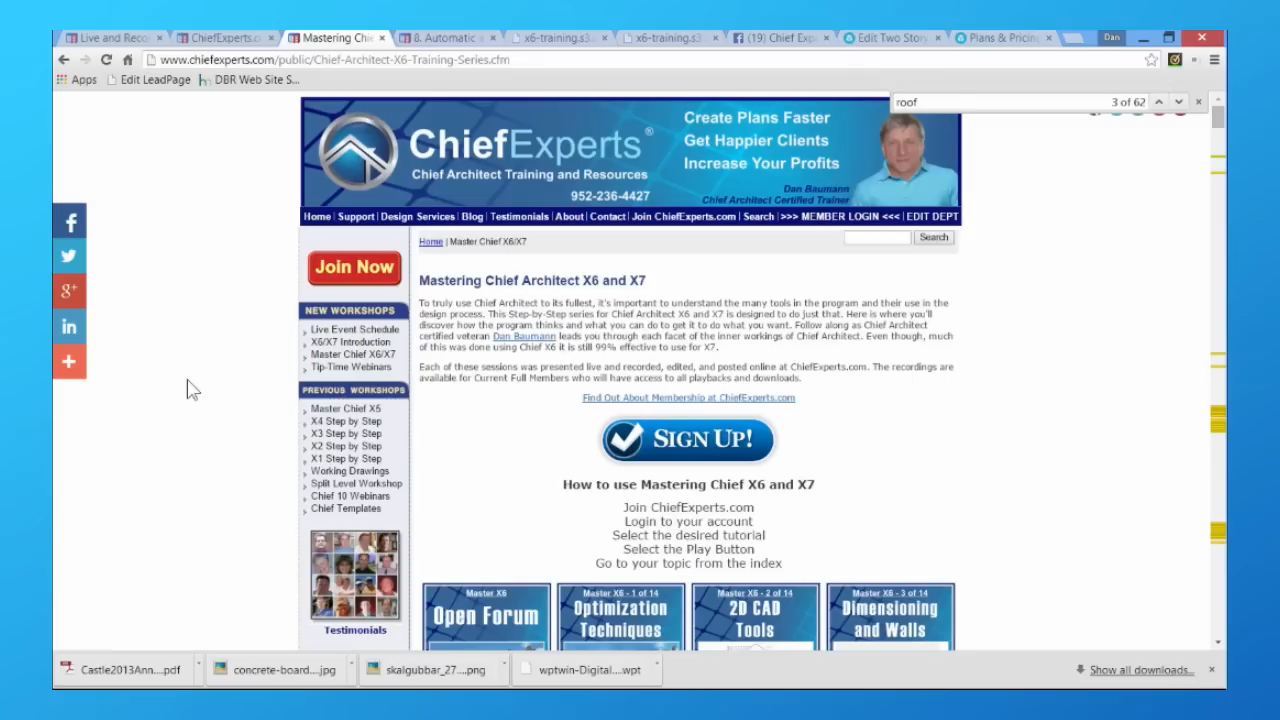 Live and Reco
ChiefExperts.c
Mastering Chi
8. Automatic
x6-training.s3
x6-training.s3
(19) Chief Exp
Edit Two Story
Plans & Pricing
Dan
www.chiefexperts.com/public/Chief-Architect-X6-Training-Series.cfm
Apps
Edit LeadPage
DBR Web Site S...
roof
3 of 62
ChiefExperts®
Chief Architect Training and Resources
952-236-4427
Create Plans Faster
Get Happier Clients
Increase Your Profits
Dan Baumann
Chief Architect Certified Trainer
Home | Support | Design Services | Blog | Testimonials | About | Contact | Join ChiefExperts.com | Search | >>> MEMBER LOGIN <<< | EDIT DEPT
Join Now
NEW WORKSHOPS
Live Event Schedule
X6/X7 Introduction
Master Chief X6/X7
Tip-Time Webinars
PREVIOUS WORKSHOPS
Master Chief X5
X4 Step by Step
X3 Step by Step
X2 Step by Step
X1 Step by Step
Working Drawings
Split Level Workshop
Chief 10 Webinars
Chief Templates
Testimonials
Home | Master Chief X6/X7
Search
Mastering Chief Architect X6 and X7
To truly use Chief Architect to its fullest, it's important to understand the many tools in the program and their use in the
design process. This Step-by-Step series for Chief Architect X6 and X7 is designed to do just that. Here is where you'll
discover how the program thinks and what you can do to get it to do what you want. Follow along as Chief Architect
certified veteran Dan Baumann leads you through each facet of the inner workings of Chief Architect. Even though, much
of this was done using Chief X6 it is still 99% effective to use for X7.
Each of these sessions was presented live and recorded, edited, and posted online at ChiefExperts.com. The recordings are
available for Current Full Members who will have access to all playbacks and downloads.
Find Out About Membership at ChiefExperts.com
SIGN UP!
How to use Mastering Chief X6 and X7
Join ChiefExperts.com
Login to your account
Select the desired tutorial
Select the Play Button
Go to your topic from the index
Master X6
Open Forum
Master X6 - 1 of 14
Optimization
Techniques
Master X6 - 2 of 14
2D CAD
Tools
Master X6 - 3 of 14
Dimensioning
and Walls
Castle2013Ann....pdf
concrete-board....jpg
skalgubbar_27....png
wptwin-Digital....wpt
Show all downloads...